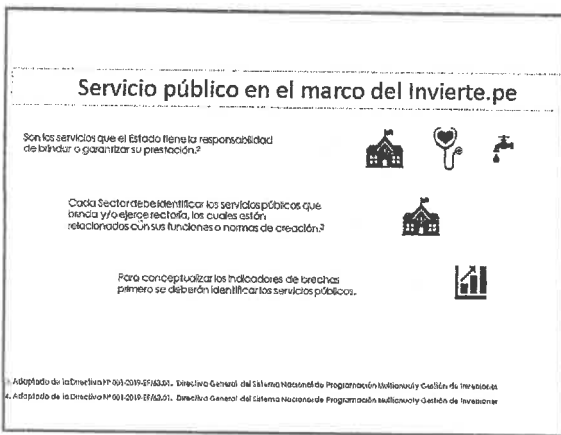 Servicio público en el marco del Invierte.pe
Son los servicios que el Estado tiene la responsabilidad
de brindar o garantizar su prestación.³
Cada Sector debe identificar los servicios públicos que
brinda y/o ejerce rectoría, los cuales están
relacionados con sus funciones o normas de creación.³
Para conceptualizar los indicadores de brechas
primero se deberán identificar los servicios públicos.
Adaptado de la Directiva N° 001-2019-EF/63.01. Directiva General del Sistema Nacional de Programación Multianual y Gestión de Inversiones
4. Adaptado de la Directiva N° 001-2019-EF/63.01. Directiva General del Sistema Nacional de Programación Multianual y Gestión de Inversiones